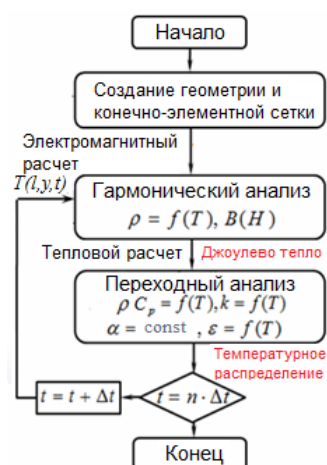 Начало
Создание геометрии и
конечно-элементной сетки
Электромагнитный
расчет
T(l,y,t)
Гармонический анализ
ρ = f(T), B(H)
Тепловой расчет
Джоулево тепло
Переходный анализ
ρ C_p = f(T), k = f(T)
α = const , ε = f(T)
Температурное
распределение
t = t + Δt
t = n · Δt
Конец